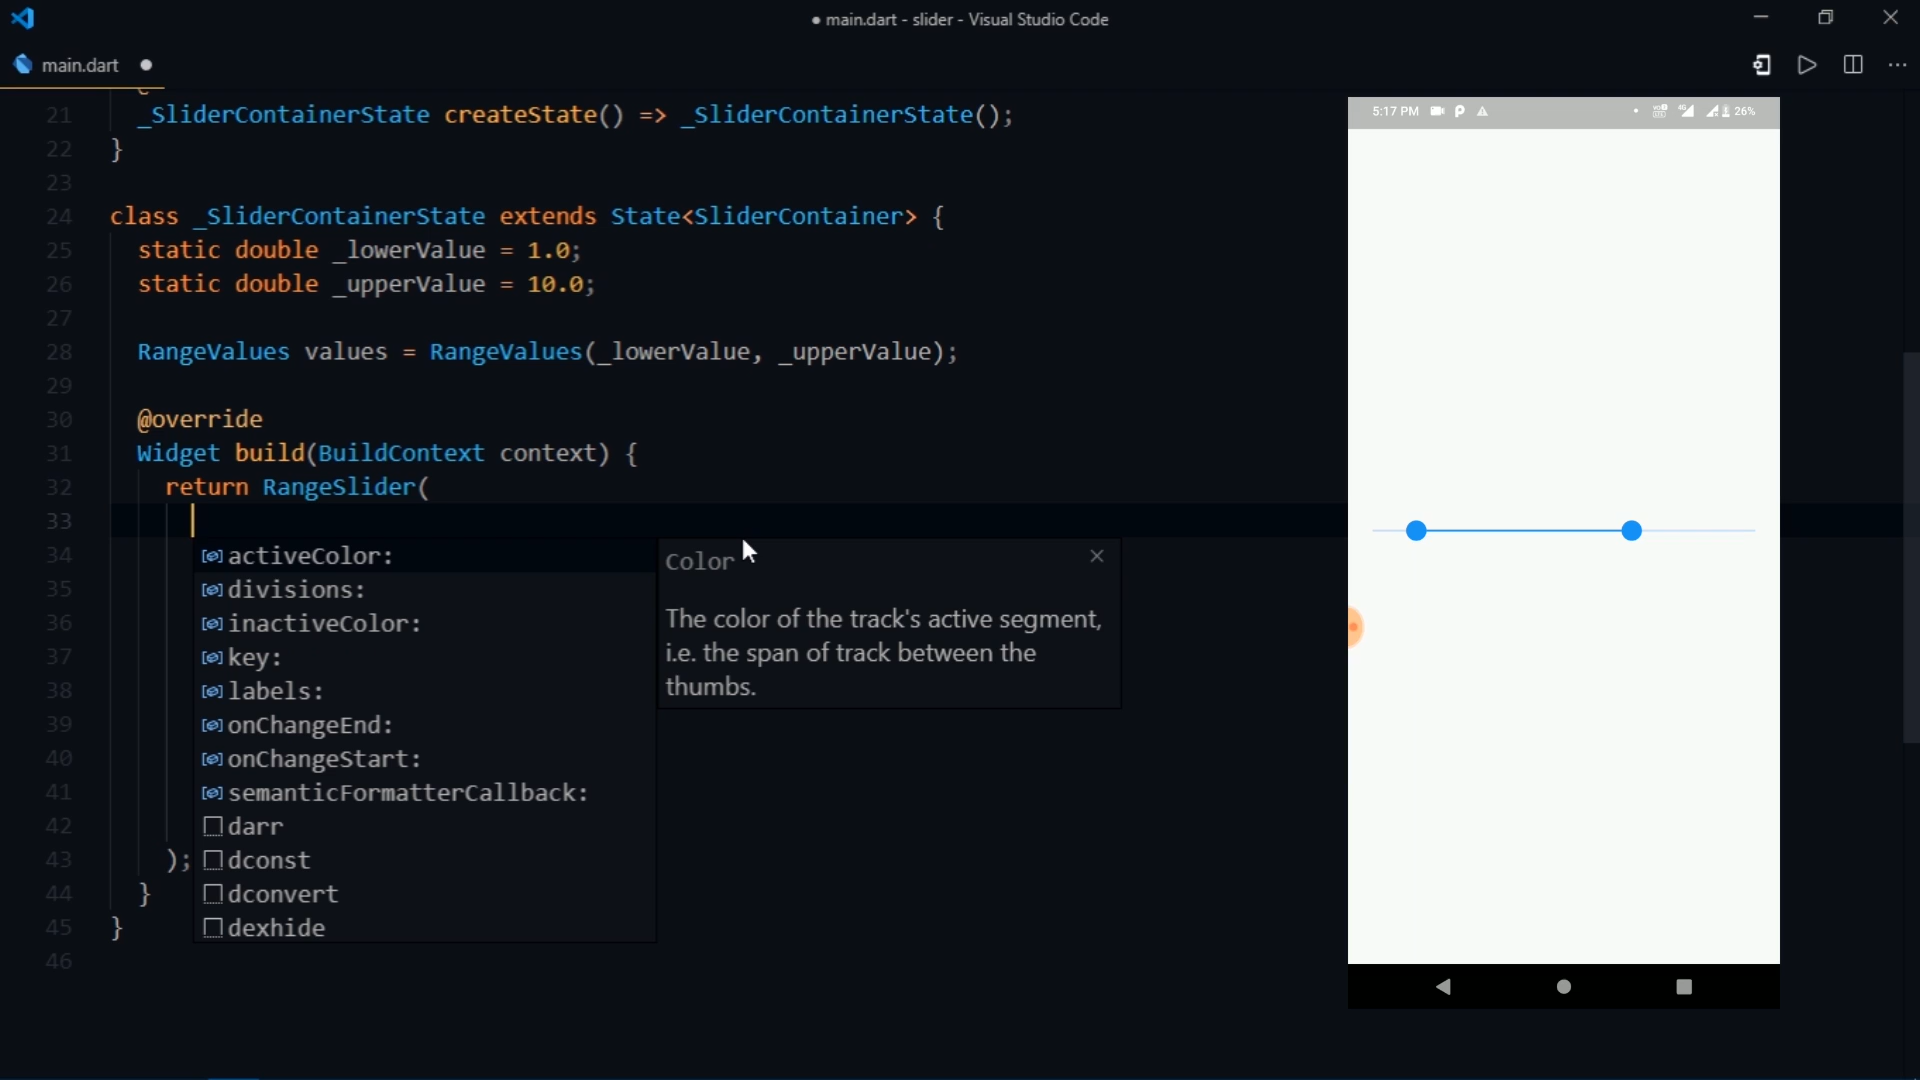 ● main.dart - slider - Visual Studio Code
main.dart ●
21 _SliderContainerState createState() => _SliderContainerState();
22 }
23
24 class _SliderContainerState extends State<SliderContainer> {
25 static double _lowerValue = 1.0;
26 static double _upperValue = 10.0;
27
28 RangeValues values = RangeValues(_lowerValue, _upperValue);
29
30 @override
31 Widget build(BuildContext context) {
32 return RangeSlider(
33
34 activeColor:
35 divisions:
36 inactiveColor:
37 key:
38 labels:
39 onChangeEnd:
40 onChangeStart:
41 semanticFormatterCallback:
42 darr
43 ); dconst
44 } dconvert
45 } dexhide
46
Color
The color of the track's active segment,
i.e. the span of track between the
thumbs.
5:17 PM
4G
26%